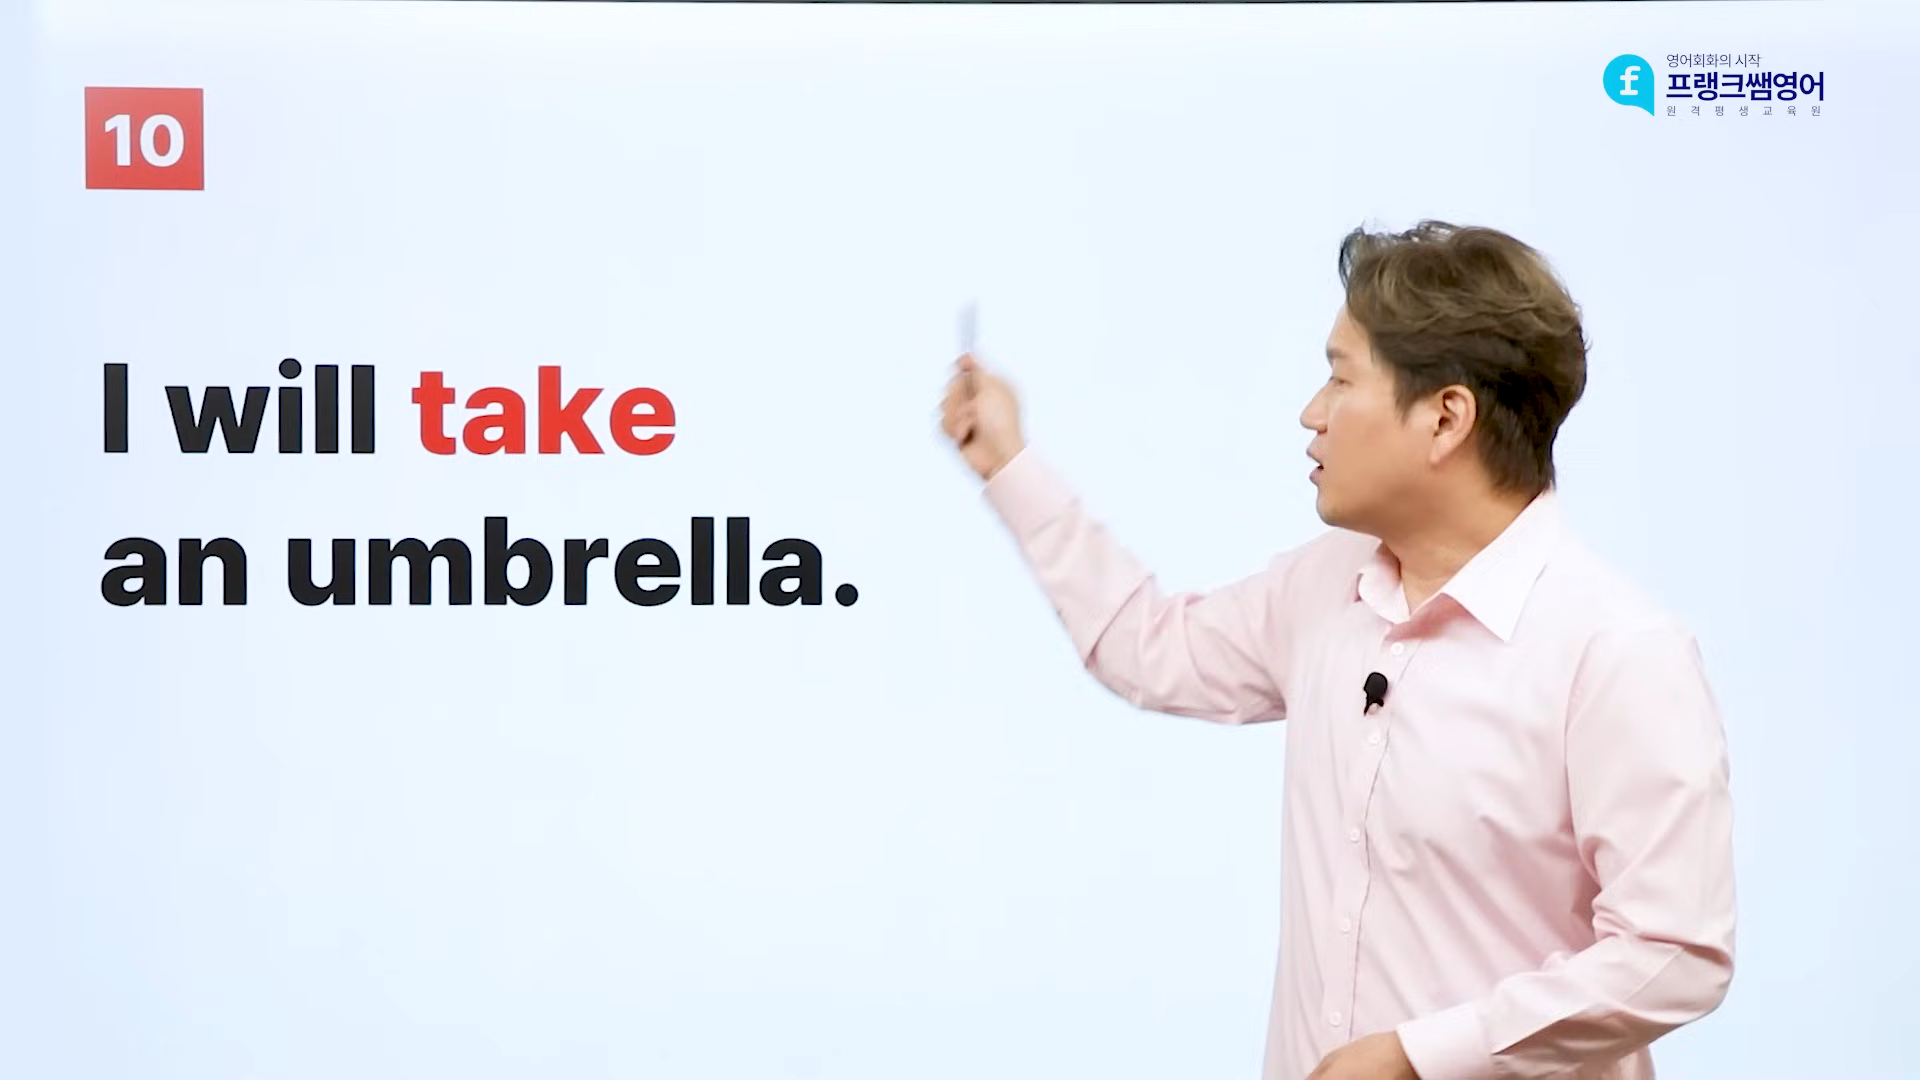 10
I will take
an umbrella.
영어회화의 시작
프랭크쌤영어
원격평생교육원